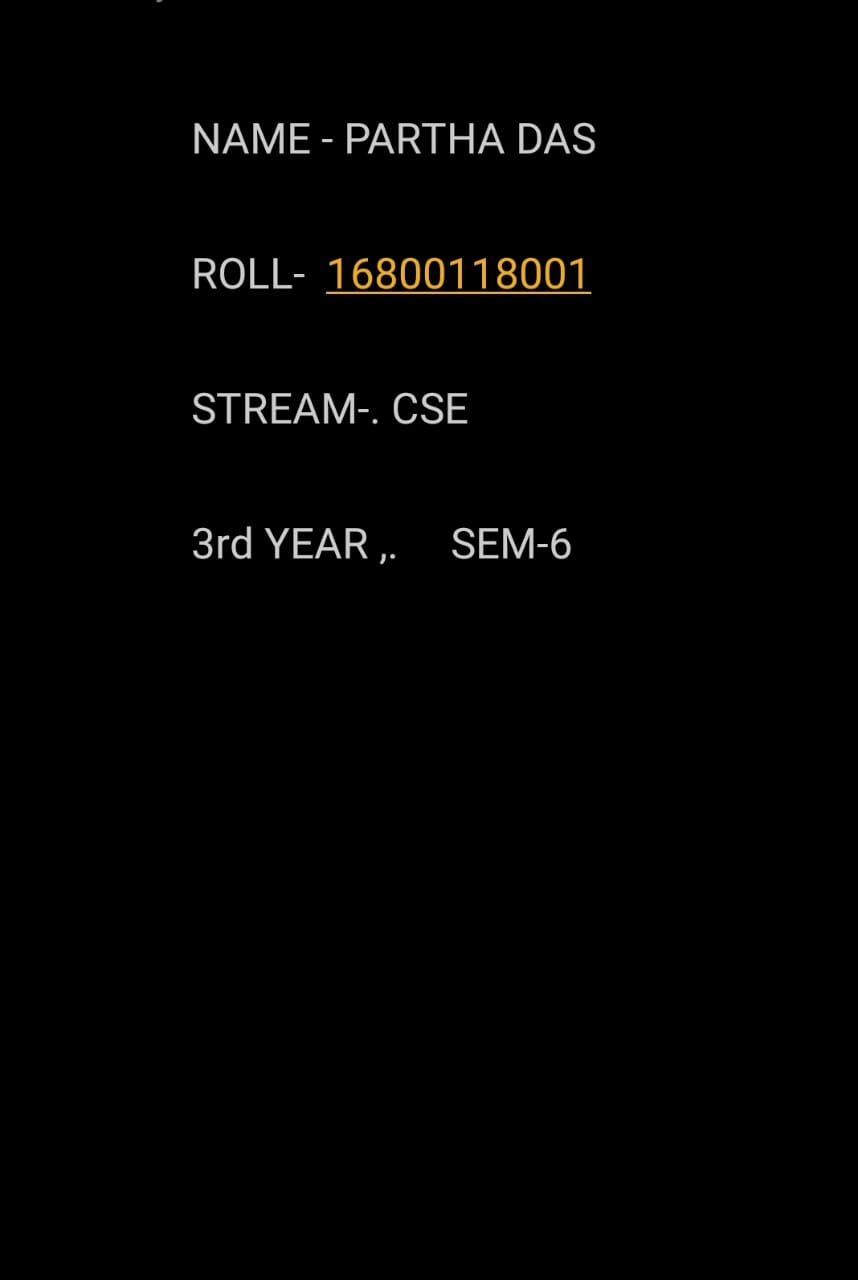 NAME - PARTHA DAS
ROLL- 16800118001
STREAM-. CSE
3rd YEAR ,. SEM-6